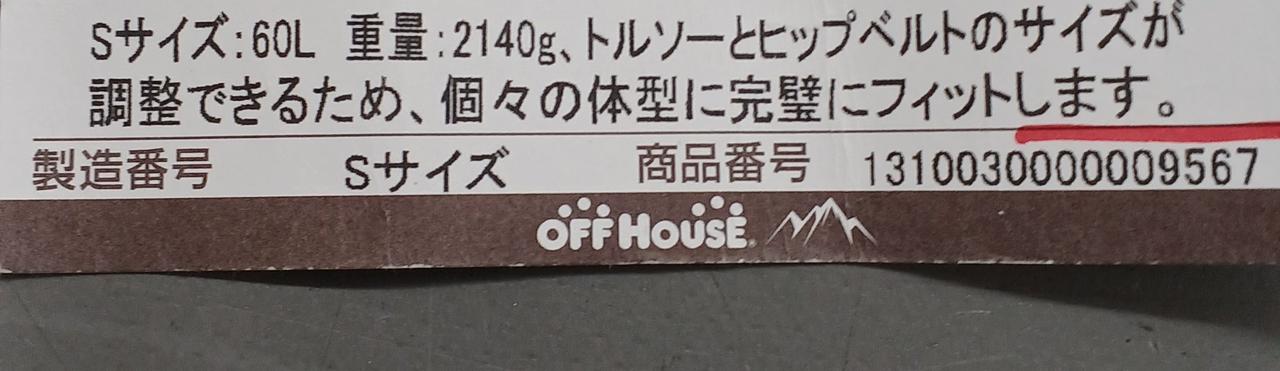 Sサイズ:60L 重量:2140g、トルソーとヒップベルトのサイズが
調整できるため、個々の体型に完璧にフィットします。
製造番号 Sサイズ 商品番号 1310030000009567
OFF HOUSE